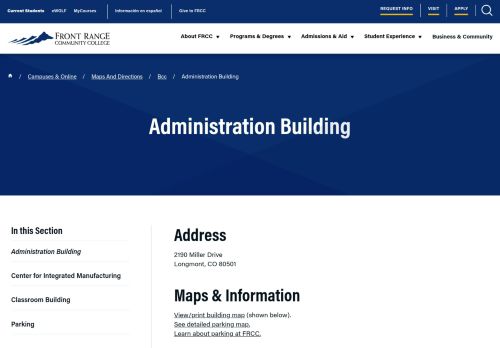 Current Students eWOLF MyCourses Información en español Give to FRCC REQUEST INFO VISIT APPLY
FRONT RANGE
COMMUNITY COLLEGE
About FRCC Programs & Degrees Admissions & Aid Student Experience Business & Community
/ Campuses & Online / Maps And Directions / Bcc / Administration Building
Administration Building
In this Section
Administration Building
Center for Integrated Manufacturing
Classroom Building
Parking
Address
2190 Miller Drive
Longmont, CO 80501
Maps & Information
View/print building map (shown below).
See detailed parking map.
Learn about parking at FRCC.